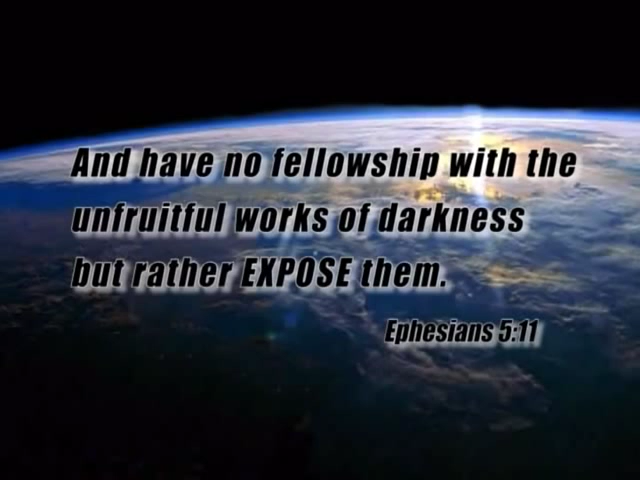 And have no fellowship with the
unfruitful works of darkness
but rather EXPOSE them.
Ephesians 5:11